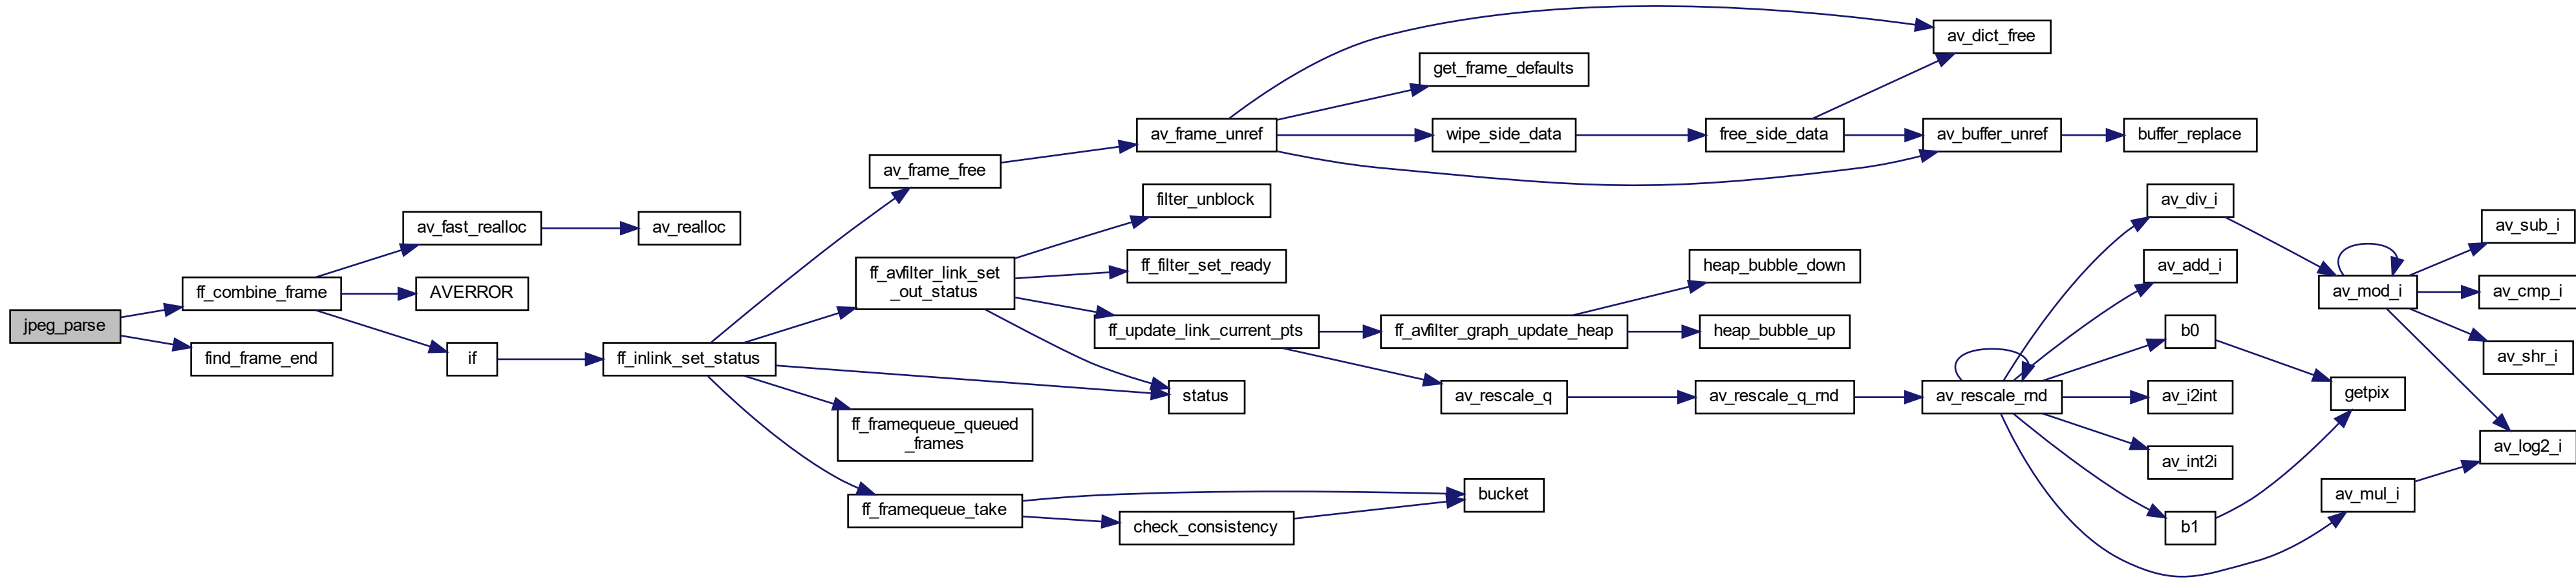 jpeg_parse
ff_combine_frame
find_frame_end
av_fast_realloc
AVERROR
if
av_realloc
ff_inlink_set_status
av_frame_free
ff_avfilter_link_set
_out_status
ff_framequeue_queued
_frames
ff_framequeue_take
av_frame_unref
filter_unblock
ff_filter_set_ready
ff_update_link_current_pts
status
check_consistency
get_frame_defaults
wipe_side_data
ff_avfilter_graph_update_heap
av_rescale_q
bucket
free_side_data
heap_bubble_down
heap_bubble_up
av_rescale_q_rnd
av_dict_free
av_buffer_unref
av_rescale_rnd
buffer_replace
av_div_i
av_add_i
b0
av_i2int
av_int2i
b1
av_mod_i
getpix
av_mul_i
av_sub_i
av_cmp_i
av_shr_i
av_log2_i